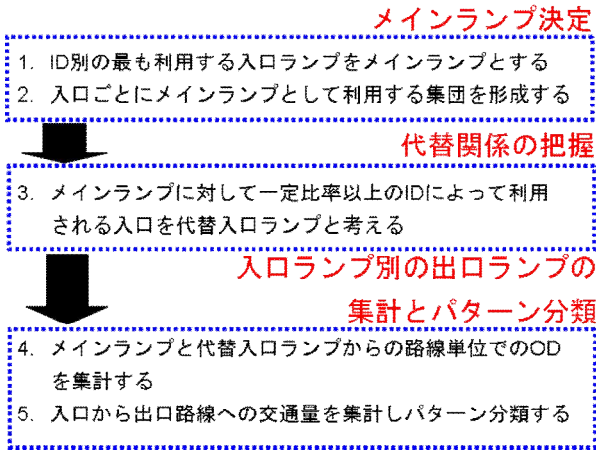 メインランプ決定
1. ID別の最も利用する入口ランプをメインランプとする
2. 入口ごとにメインランプとして利用する集団を形成する
代替関係の把握
3. メインランプに対して一定比率以上のIDによって利用
される入口を代替入口ランプと考える
入口ランプ別の出口ランプの
集計とパターン分類
4. メインランプと代替入口ランプからの路線単位でのOD
を集計する
5. 入口から出口路線への交通量を集計しパターン分類する